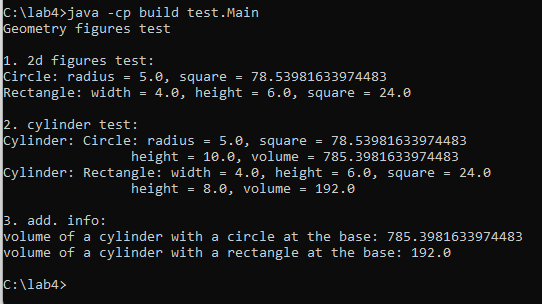 C:\lab4>java -cp build test.Main
Geometry figures test
1. 2d figures test:
Circle: radius = 5.0, square = 78.53981633974483
Rectangle: width = 4.0, height = 6.0, square = 24.0
2. cylinder test:
Cylinder: Circle: radius = 5.0, square = 78.53981633974483
height = 10.0, volume = 785.3981633974483
Cylinder: Rectangle: width = 4.0, height = 6.0, square = 24.0
height = 8.0, volume = 192.0
3. add. info:
volume of a cylinder with a circle at the base: 785.3981633974483
volume of a cylinder with a rectangle at the base: 192.0
C:\lab4>